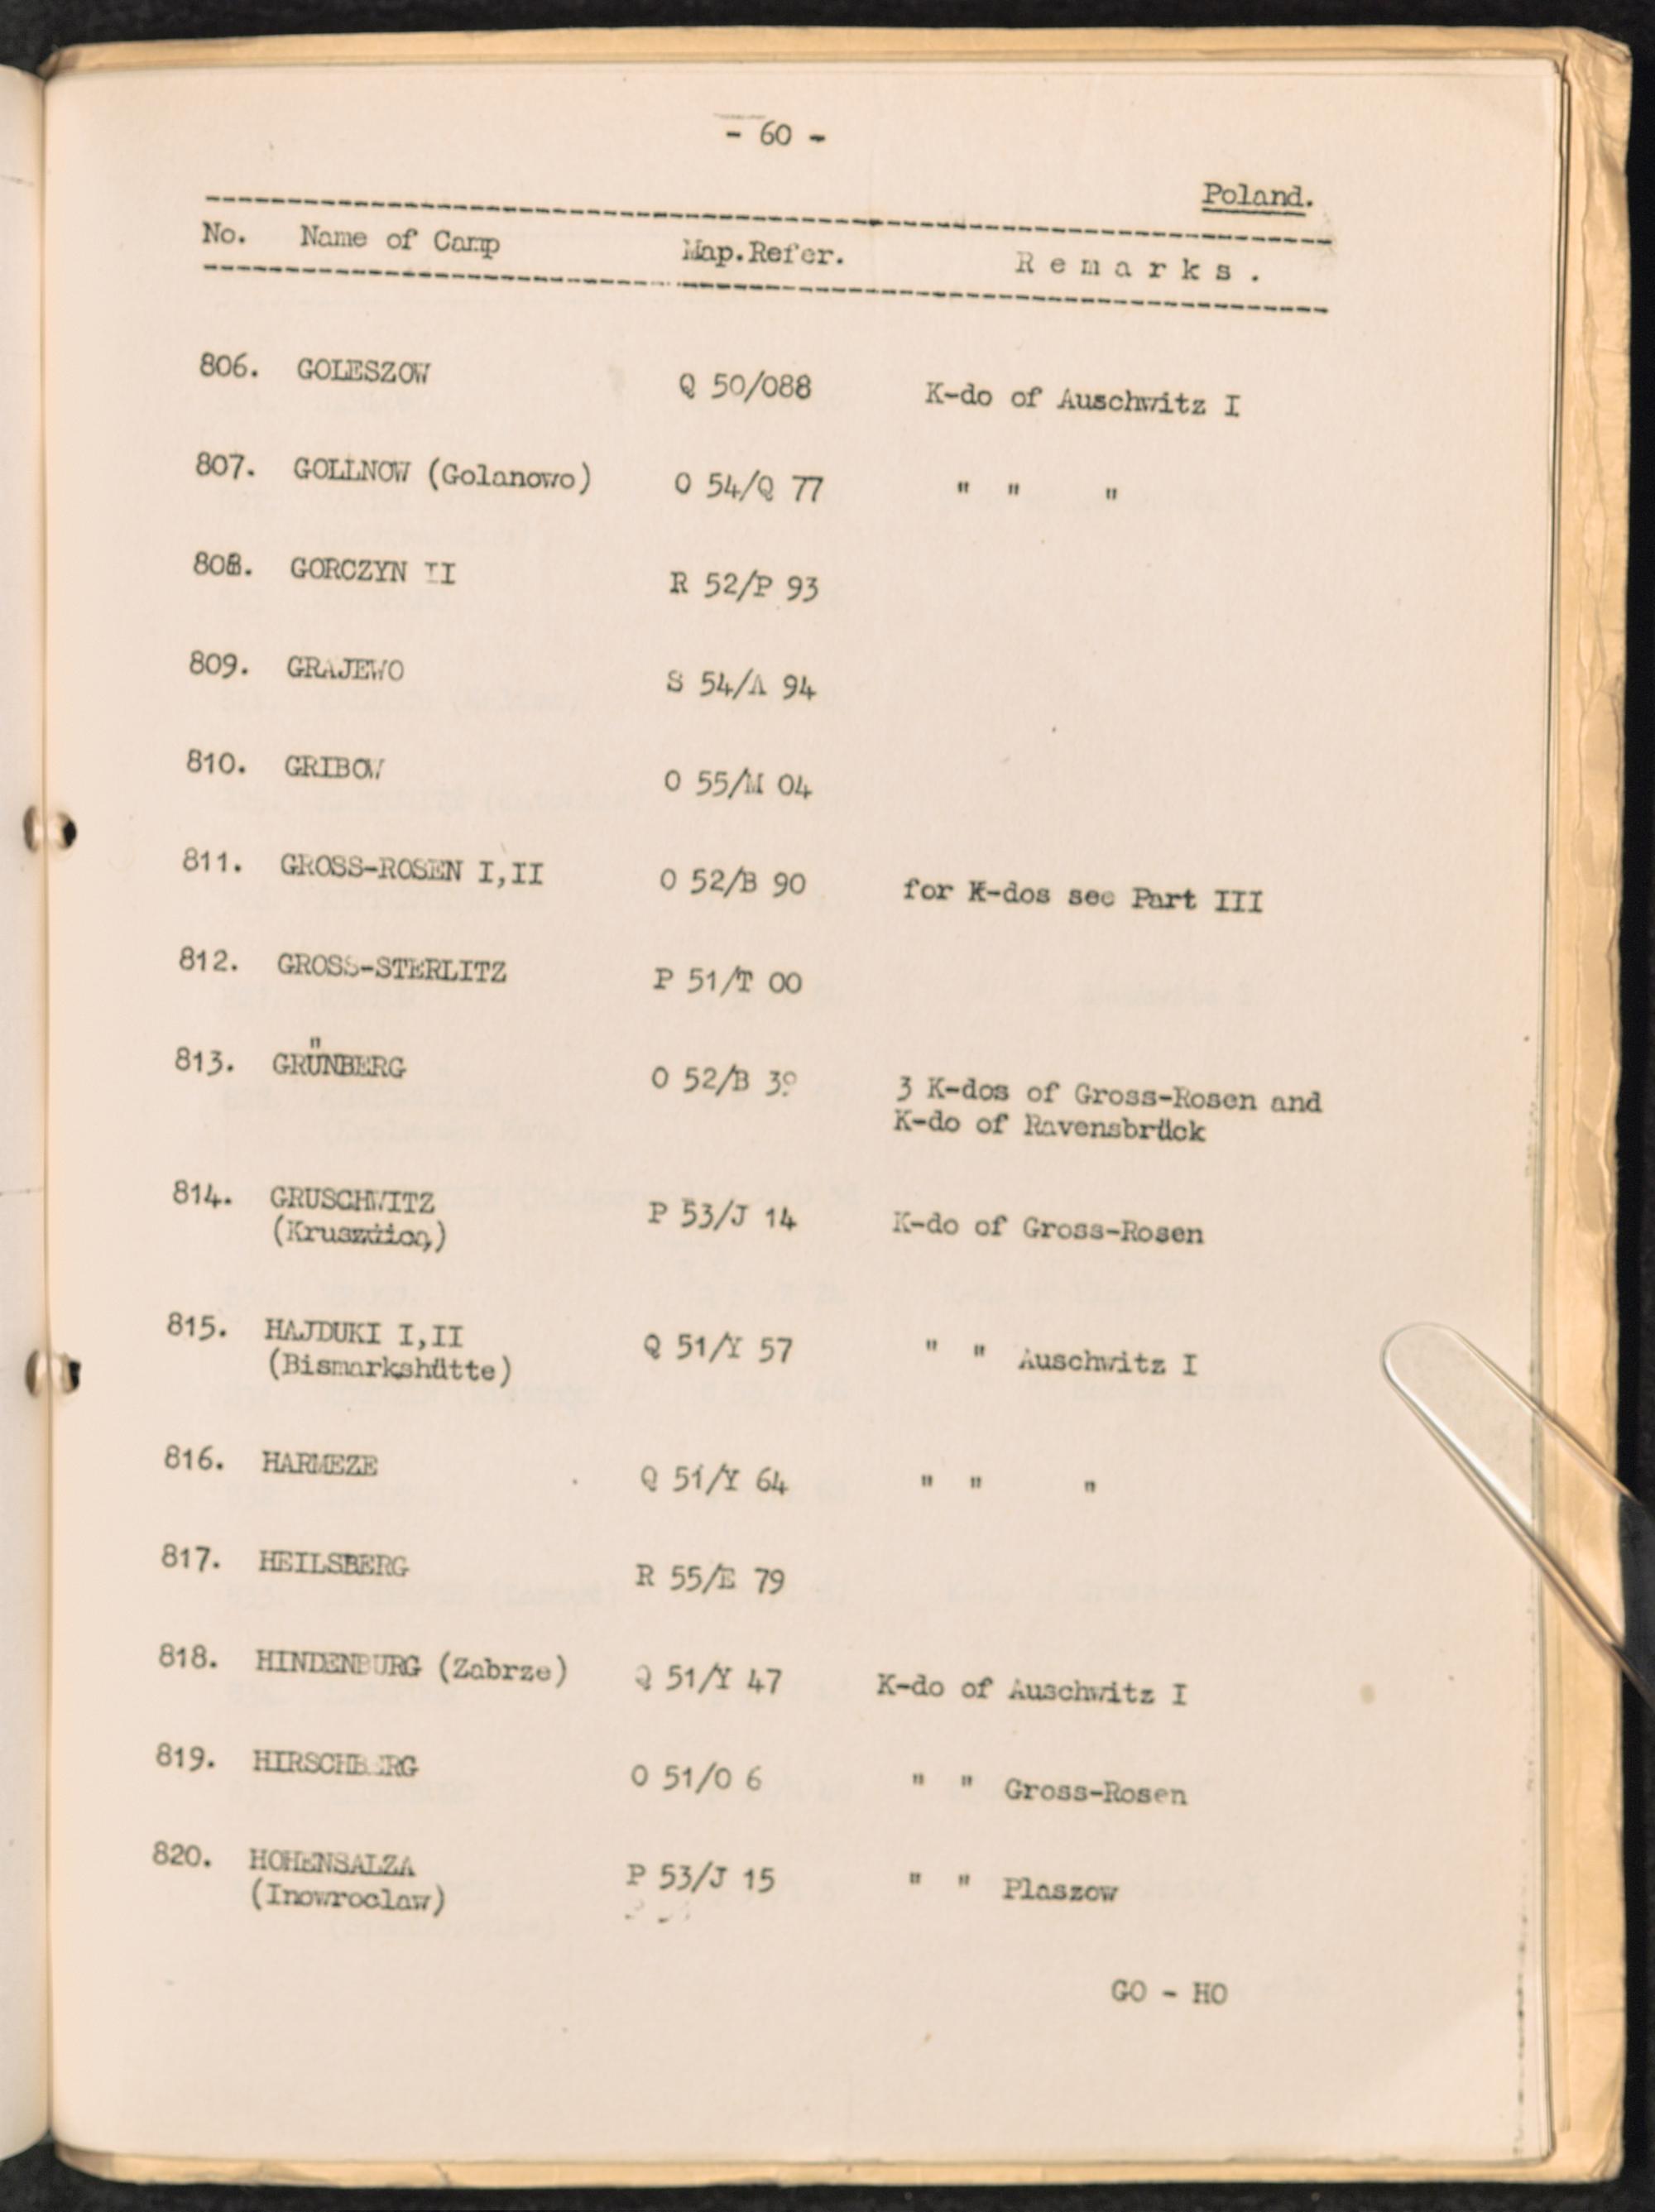 - 60 -
Poland.
No. Name of Camp Map.Refer. Remarks.
806. GOLESZOW Q 50/088 K-do of Auschwitz I
807. GOLLNOW (Golanowo) O 54/Q 77 " " "
808. GORCZYN II R 52/P 93
809. GRAJEWO S 54/A 94
810. GRIBOW O 55/M 04
811. GROSS-ROSEN I,II O 52/B 90 for K-dos see Part III
812. GROSS-STERLITZ P 51/T 00
813. GRÜNBERG O 52/B 39 3 K-dos of Gross-Rosen and
K-do of Ravensbrück
814. GRUSCHWITZ P 53/J 14 K-do of Gross-Rosen
(Kruszwica)
815. HAJDUKI I,II Q 51/Y 57 " " Auschwitz I
(Bismarkshütte)
816. HARMEZE Q 51/Y 64 " " "
817. HEILSBERG R 55/E 79
818. HINDENBURG (Zabrze) Q 51/Y 47 K-do of Auschwitz I
819. HIRSCHBERG O 51/O 6 " " Gross-Rosen
820. HOHENSALZA P 53/J 15 " " Plaszow
(Inowroclaw)
GO - HO